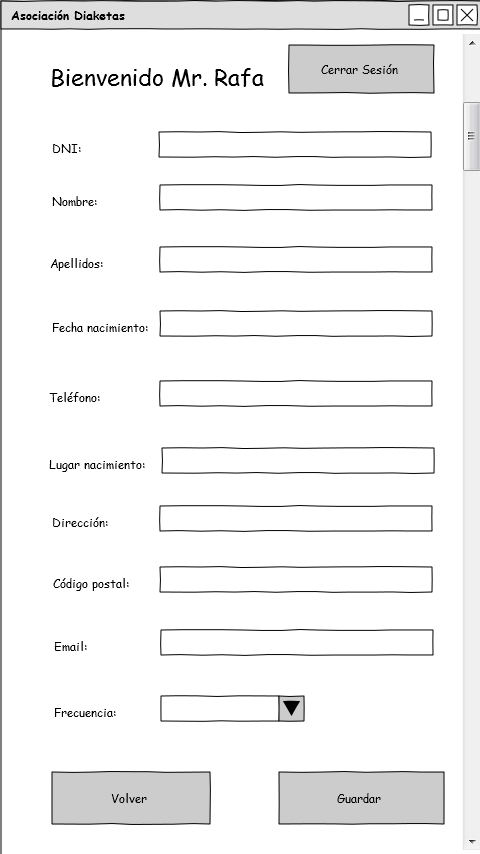 Asociación Diaketas
Bienvenido Mr. Rafa
Cerrar Sesión
DNI:
Nombre:
Apellidos:
Fecha nacimiento:
Teléfono:
Lugar nacimiento:
Dirección:
Código postal:
Email:
Frecuencia:
Volver
Guardar